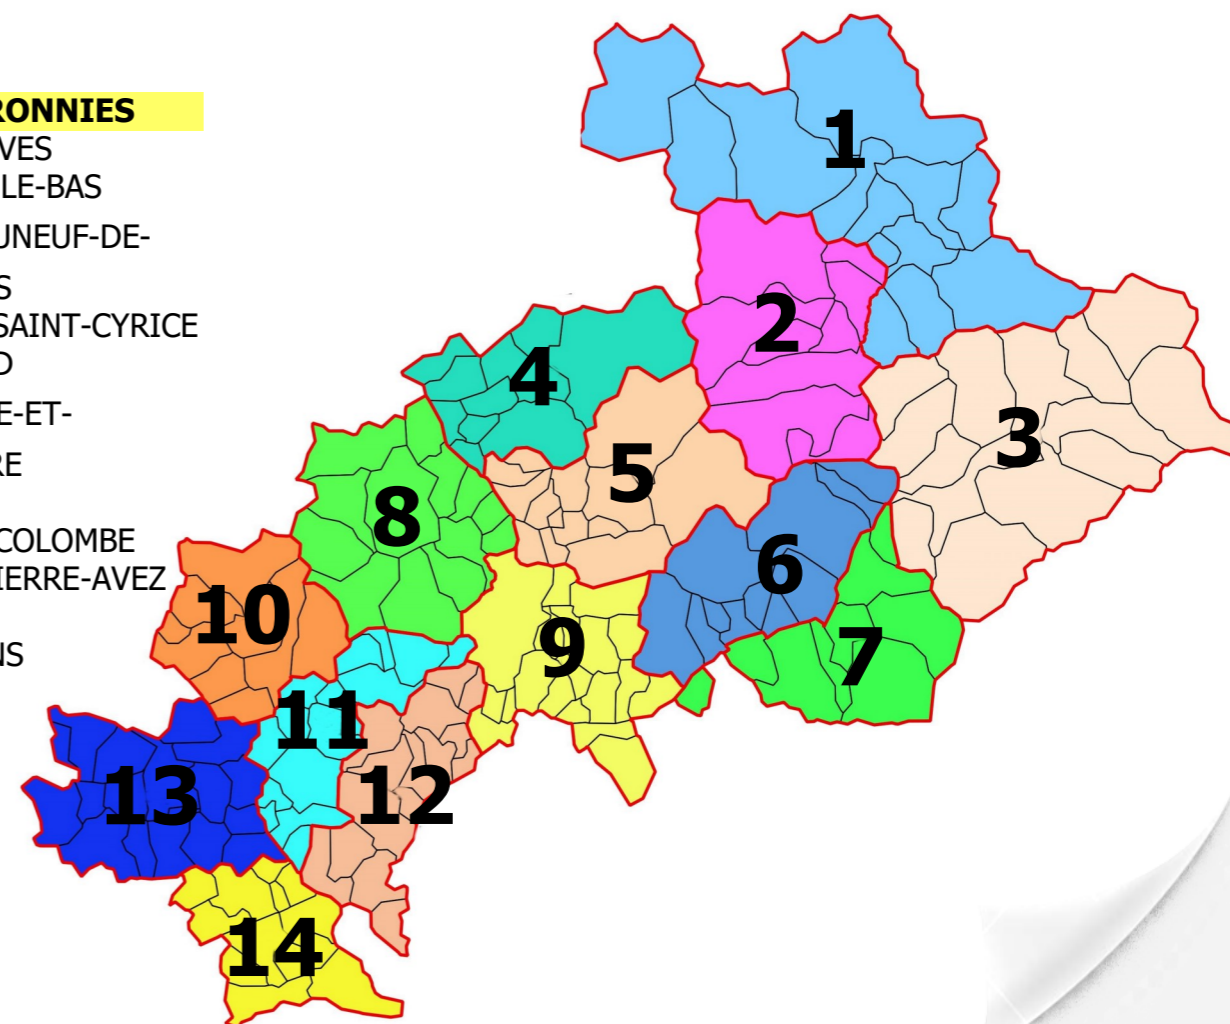 RONNIES
VES
LE-BAS
UNEUF-DE-
S
SAINT-CYRICE
D
E-ET-
RE
COLOMBE
IERRE-AVEZ
NS
1
2
3
4
5
6
7
8
9
10
11
12
13
14